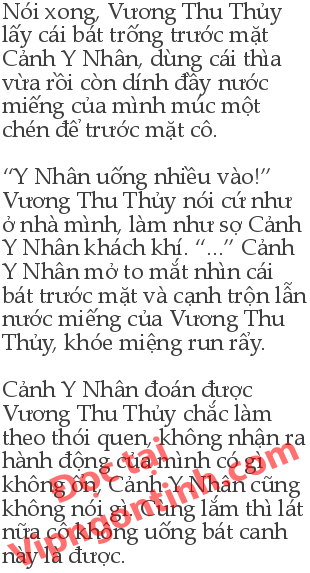 Nói xong, Vương Thu Thủy
lấy cái bát trống trước mặt
Cảnh Y Nhân, dùng cái thìa
vừa rồi còn dính đầy nước
miếng của mình múc một
chén để trước mặt cô.

“Y Nhân uống nhiều vào!”
Vương Thu Thủy nói cứ như
ở nhà mình, làm như sợ Cảnh
Y Nhân khách khí. “...” Cảnh
Y Nhân mở to mắt nhìn cái
bát trước mặt và cạnh trộn lẫn
nước miếng của Vương Thu
Thủy, khóe miệng run rẩy.

Cảnh Y Nhân đoán được
Vương Thu Thủy chắc làm
theo thói quen, không nhận ra
hành động của mình có gì
không ổn, Cảnh Y Nhân cũng
không nói gì. Cùng lắm thì lát
nữa cô không uống bát canh
này là được.
Đọc tại
Vipngontinh.com